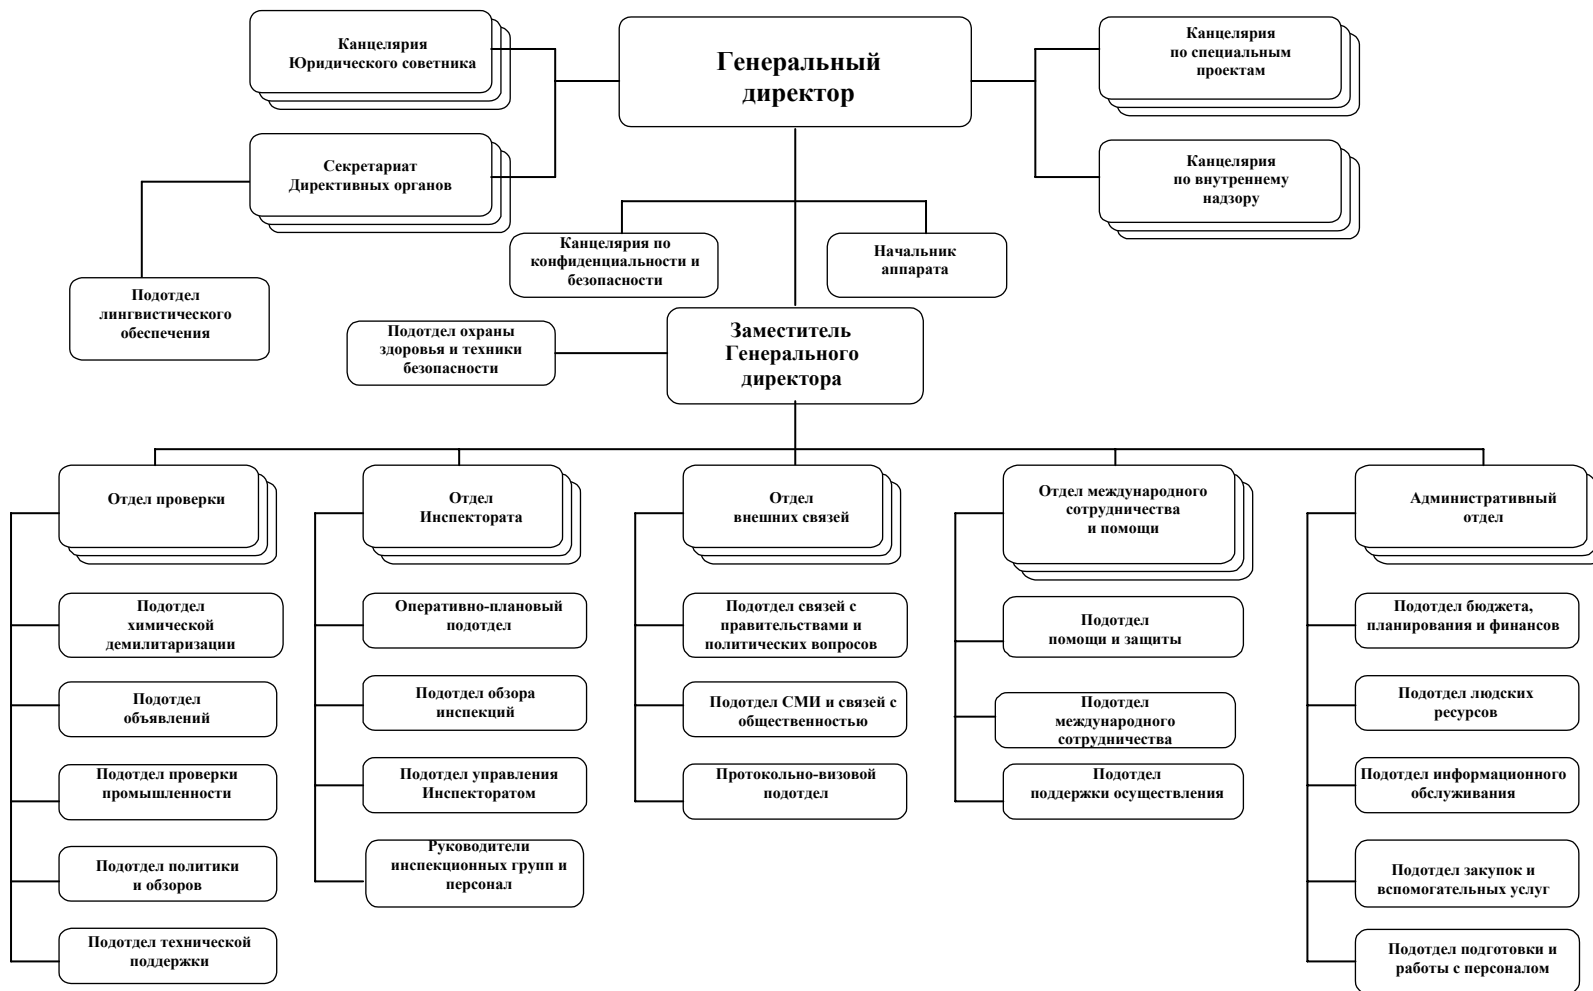 Канцелярия
Юридического советника
Генеральный
директор
Канцелярия
по специальным
проектам
Секретариат
Директивных органов
Канцелярия
по внутреннему
надзору
Канцелярия по
конфиденциальности и
безопасности
Начальник
аппарата
Подотдел
лингвистического
обеспечения
Подотдел охраны
здоровья и техники
безопасности
Заместитель
Генерального
директора
Отдел проверки
Отдел
Инспектората
Отдел
внешних связей
Отдел международного
сотрудничества
и помощи
Административный
отдел
Подотдел
химической
демилитаризации
Подотдел
объявлений
Подотдел проверки
промышленности
Подотдел политики
и обзоров
Подотдел технической
поддержки
Оперативно-плановый
подотдел
Подотдел обзора
инспекций
Подотдел управления
Инспекторатом
Руководители
инспекционных групп и
персонал
Подотдел связей с
правительствами и
политических вопросов
Подотдел СМИ и связей с
общественностью
Протокольно-визовой
подотдел
Подотдел
помощи и защиты
Подотдел
международного
сотрудничества
Подотдел
поддержки осуществления
Подотдел бюджета,
планирования и финансов
Подотдел людских
ресурсов
Подотдел информационного
обслуживания
Подотдел закупок и
вспомогательных услуг
Подотдел подготовки и
работы с персоналом